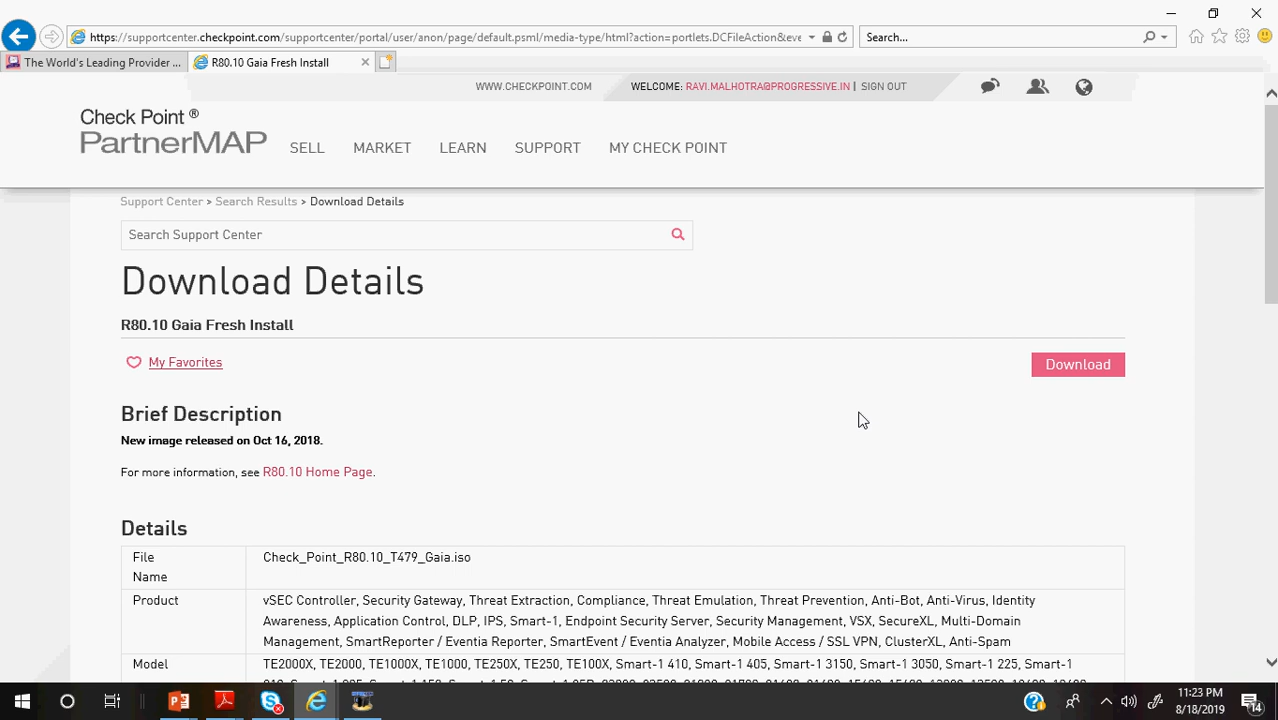 https://supportcenter.checkpoint.com/supportcenter/portal/user/anon/page/default.psml/media-type/html?action=portlets.DCFileAction&eve
Search...
The World's Leading Provider ...
R80.10 Gaia Fresh Install
WWW.CHECKPOINT.COM
WELCOME: RAVI.MALHOTRA@PROGRESSIVE.IN | SIGN OUT
Check Point ®
PartnerMAP
SELL MARKET LEARN SUPPORT MY CHECK POINT
Support Center > Search Results > Download Details
Search Support Center
Download Details
R80.10 Gaia Fresh Install
My Favorites
Download
Brief Description
New image released on Oct 16, 2018.
For more information, see R80.10 Home Page.
Details
File Name
Check_Point_R80.10_T479_Gaia.iso
Product
vSEC Controller, Security Gateway, Threat Extraction, Compliance, Threat Emulation, Threat Prevention, Anti-Bot, Anti-Virus, Identity
Awareness, Application Control, DLP, IPS, Smart-1, Endpoint Security Server, Security Management, VSX, SecureXL, Multi-Domain
Management, SmartReporter / Eventia Reporter, SmartEvent / Eventia Analyzer, Mobile Access / SSL VPN, ClusterXL, Anti-Spam
Model
TE2000X, TE2000, TE1000X, TE1000, TE250X, TE250, TE100X, Smart-1 410, Smart-1 405, Smart-1 3150, Smart-1 3050, Smart-1 225, Smart-1
11:23 PM
8/18/2019
14